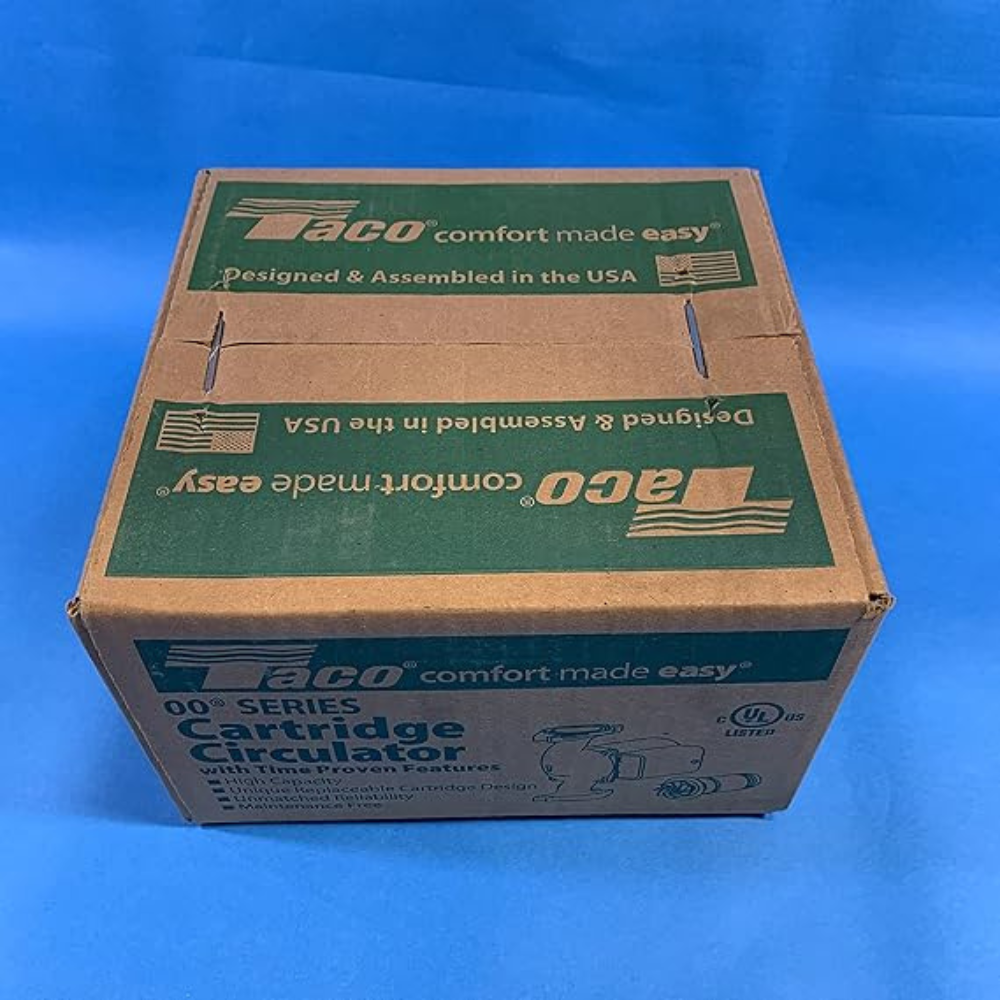 Taco® comfort made easy®
Designed & Assembled in the USA
Designed & Assembled in the USA
Taco® comfort made easy®
Taco® comfort made easy®
00® SERIES
Cartridge
Circulator
with Time Proven Features
High Capacity
Unique Replaceable Cartridge Design
Unmatched Reliability
Maintenance Free
C UL US
LISTED